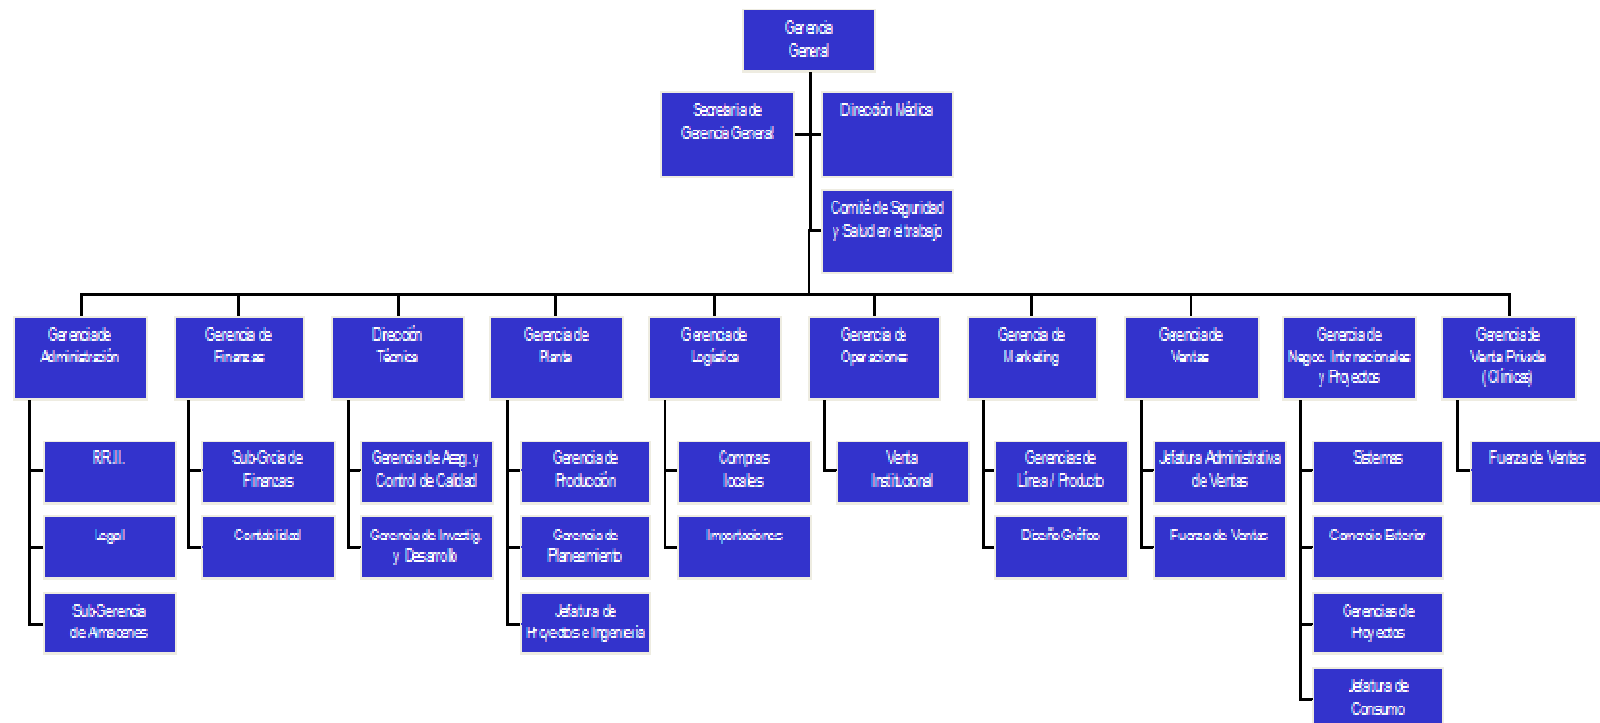 Gerencia
General
Secretaria de
Gerencia General
Dirección Médica
Comité de Seguridad
y Salud en el trabajo
Gerencia de
Administración
Gerencia de
Finanzas
Dirección
Técnica
Gerencia de
Planta
Gerencia de
Logística
Gerencia de
Operaciones
Gerencia de
Marketing
Gerencia de
Ventas
Gerencia de
Negoc. Internacionales
y Proyectos
Gerencia de
Venta Privada
(Clínicas)
Sub-Grcia de
Finanzas
Gerencia de Aseg. y
Control de Calidad
Gerencia de
Producción
Compras
locales
Venta
Institucional
Gerencias de
Línea / Producto
Jefatura Administrativa
de Ventas
Sistemas
Fuerza de Ventas
Legal
Contabilidad
Gerencia de Investig.
y Desarrollo
Gerencia de
Planeamiento
Importaciones
Diseño Gráfico
Fuerza de Ventas
Comercio Exterior
Sub-Gerencia
de Almacenes
Jefatura de
Proyectos e Ingeniería
Gerencias de
Proyectos
Jefatura de
Consumo